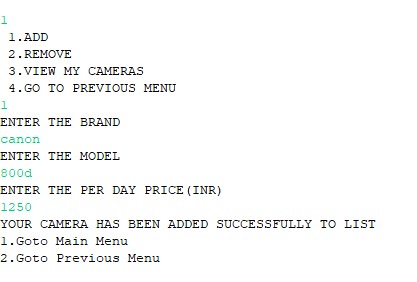 1
1.ADD
2.REMOVE
3.VIEW MY CAMERAS
4.GO TO PREVIOUS MENU
1
ENTER THE BRAND
canon
ENTER THE MODEL
800d
ENTER THE PER DAY PRICE(INR)
1250
YOUR CAMERA HAS BEEN ADDED SUCCESSFULLY TO LIST
1.Goto Main Menu
2.Goto Previous Menu